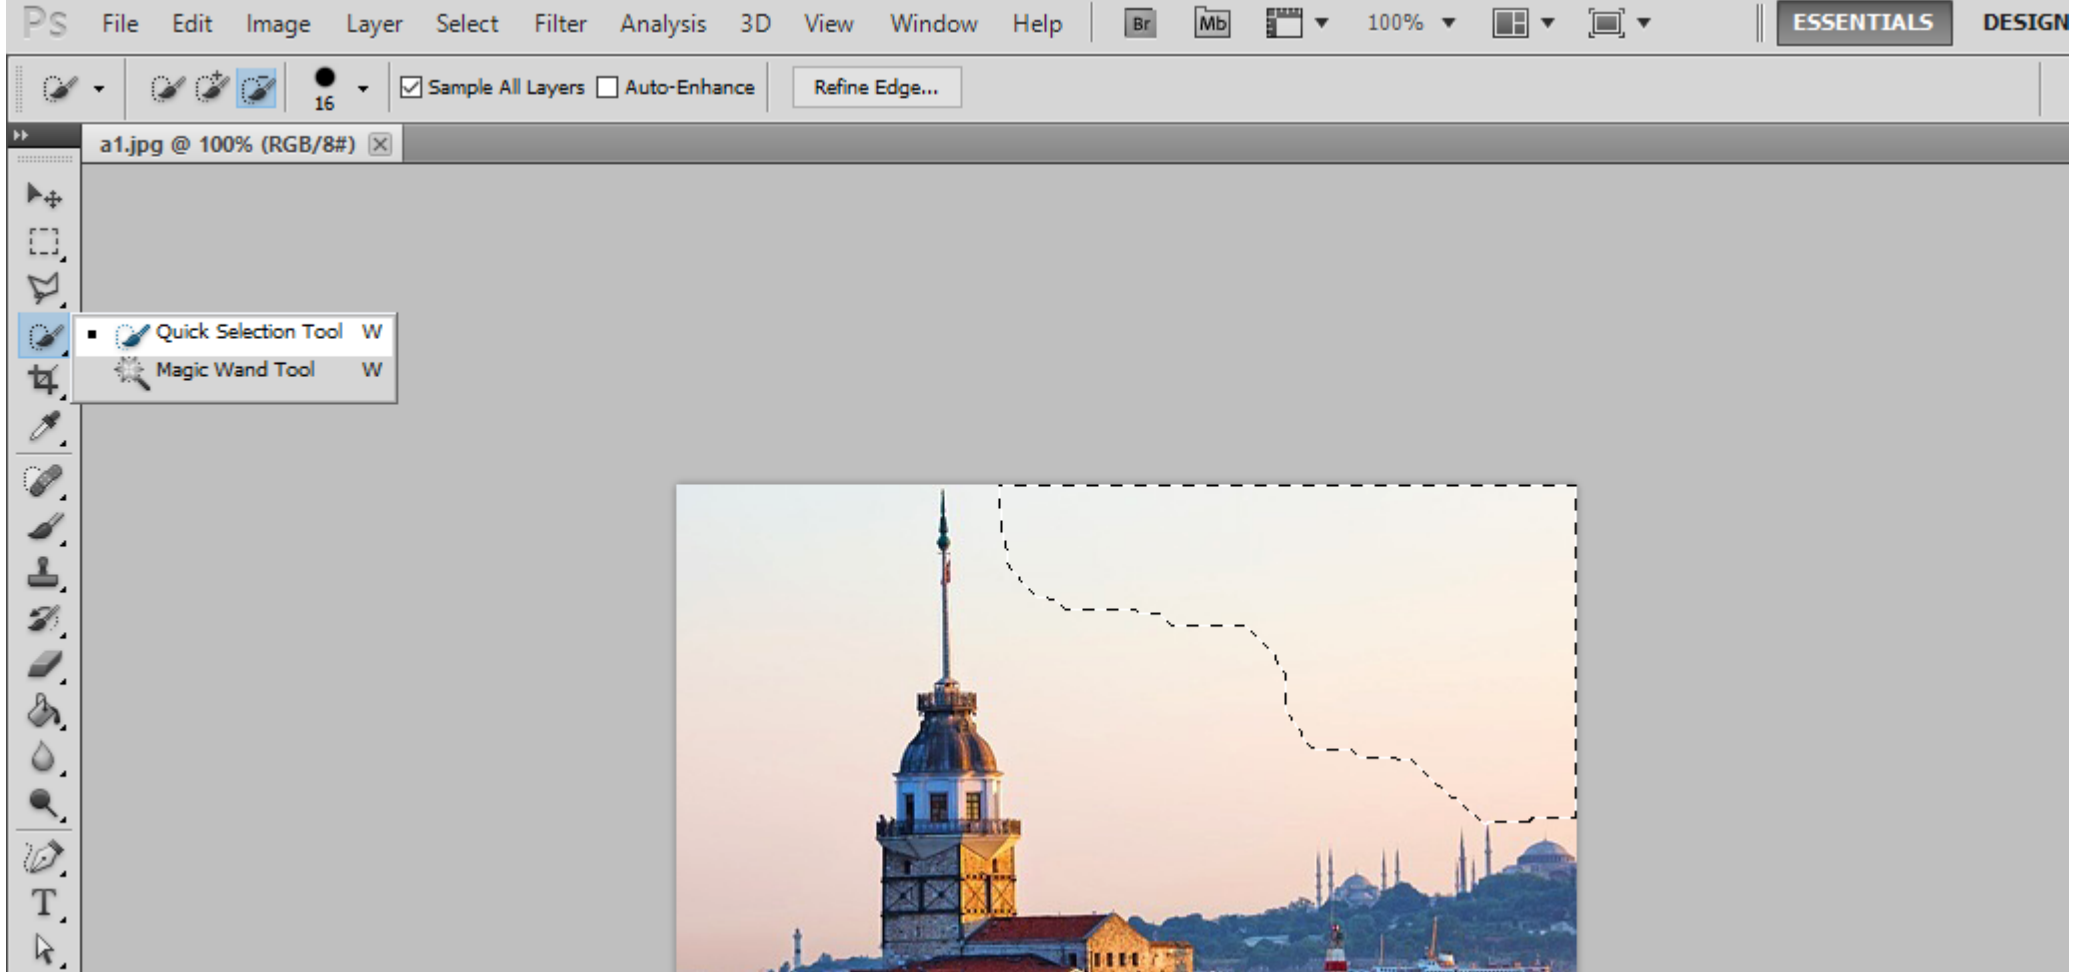 Ps File Edit Image Layer Select Filter Analysis 3D View Window Help Br Mb 100% ESSENTIALS DESIGN
16 Sample All Layers Auto-Enhance Refine Edge...
a1.jpg @ 100% (RGB/8#)
Quick Selection Tool W
Magic Wand Tool W
T